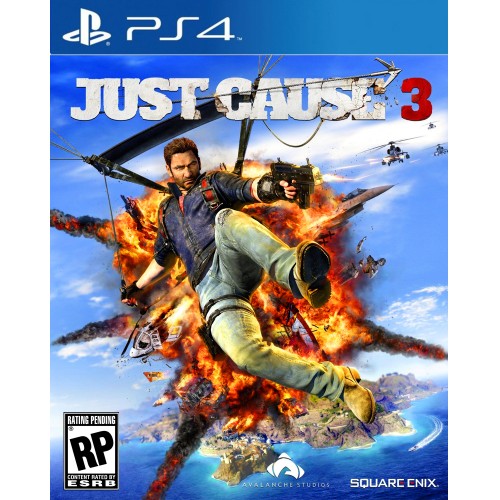 PS4
JUST CAUSE 3
RATING PENDING
RP
CONTENT RATED BY
ESRB
AVALANCHE STUDIOS
SQUARE ENIX.